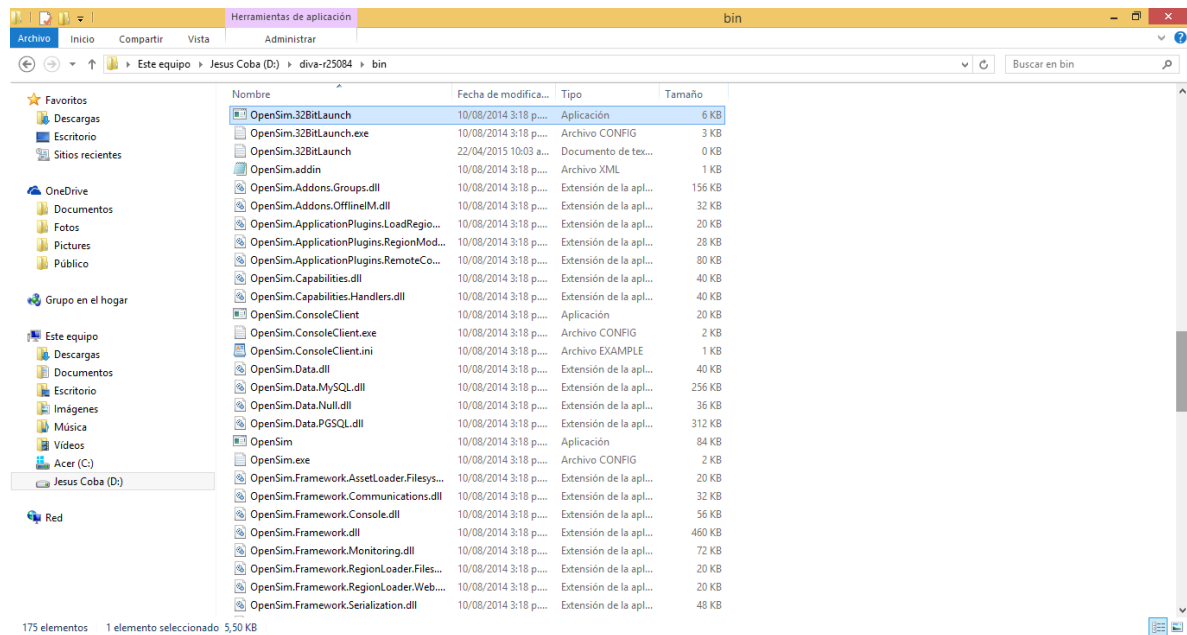 Herramientas de aplicación
bin
Archivo Inicio Compartir Vista Administrar
Este equipo Jesus Coba (D:) diva-r25084 bin
Buscar en bin
Favoritos
Descargas
Escritorio
Sitios recientes
OneDrive
Documentos
Fotos
Pictures
Público
Grupo en el hogar
Este equipo
Descargas
Documentos
Escritorio
Imágenes
Música
Vídeos
Acer (C:)
Jesus Coba (D:)
Red
Nombre Fecha de modifica... Tipo Tamaño
OpenSim.32BitLaunch 10/08/2014 3:18 p.... Aplicación 6 KB
OpenSim.32BitLaunch.exe 10/08/2014 3:18 p.... Archivo CONFIG 3 KB
OpenSim.32BitLaunch 22/04/2015 10:03 a... Documento de tex... 0 KB
OpenSim.addin 10/08/2014 3:18 p.... Archivo XML 1 KB
OpenSim.Addons.Groups.dll 10/08/2014 3:18 p.... Extensión de la apl... 156 KB
OpenSim.Addons.OfflineIM.dll 10/08/2014 3:18 p.... Extensión de la apl... 32 KB
OpenSim.ApplicationPlugins.LoadRegio... 10/08/2014 3:18 p.... Extensión de la apl... 20 KB
OpenSim.ApplicationPlugins.RegionMod... 10/08/2014 3:18 p.... Extensión de la apl... 28 KB
OpenSim.ApplicationPlugins.RemoteCo... 10/08/2014 3:18 p.... Extensión de la apl... 80 KB
OpenSim.Capabilities.dll 10/08/2014 3:18 p.... Extensión de la apl... 40 KB
OpenSim.Capabilities.Handlers.dll 10/08/2014 3:18 p.... Extensión de la apl... 40 KB
OpenSim.ConsoleClient 10/08/2014 3:18 p.... Aplicación 20 KB
OpenSim.ConsoleClient.exe 10/08/2014 3:18 p.... Archivo CONFIG 2 KB
OpenSim.ConsoleClient.ini 10/08/2014 3:18 p.... Archivo EXAMPLE 1 KB
OpenSim.Data.dll 10/08/2014 3:18 p.... Extensión de la apl... 40 KB
OpenSim.Data.MySQL.dll 10/08/2014 3:18 p.... Extensión de la apl... 256 KB
OpenSim.Data.Null.dll 10/08/2014 3:18 p.... Extensión de la apl... 36 KB
OpenSim.Data.PGSQL.dll 10/08/2014 3:18 p.... Extensión de la apl... 312 KB
OpenSim 10/08/2014 3:18 p.... Aplicación 84 KB
OpenSim.exe 10/08/2014 3:18 p.... Archivo CONFIG 2 KB
OpenSim.Framework.AssetLoader.Filesys... 10/08/2014 3:18 p.... Extensión de la apl... 20 KB
OpenSim.Framework.Communications.dll 10/08/2014 3:18 p.... Extensión de la apl... 32 KB
OpenSim.Framework.Console.dll 10/08/2014 3:18 p.... Extensión de la apl... 56 KB
OpenSim.Framework.dll 10/08/2014 3:18 p.... Extensión de la apl... 460 KB
OpenSim.Framework.Monitoring.dll 10/08/2014 3:18 p.... Extensión de la apl... 72 KB
OpenSim.Framework.RegionLoader.Files... 10/08/2014 3:18 p.... Extensión de la apl... 20 KB
OpenSim.Framework.RegionLoader.Web.... 10/08/2014 3:18 p.... Extensión de la apl... 20 KB
OpenSim.Framework.Serialization.dll 10/08/2014 3:18 p.... Extensión de la apl... 48 KB
175 elementos 1 elemento seleccionado 5,50 KB